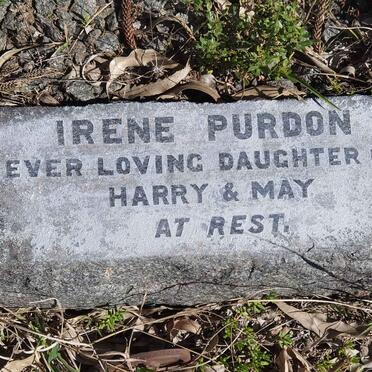 IRENE PURDON
EVER LOVING DAUGHTER
HARRY & MAY
AT REST.